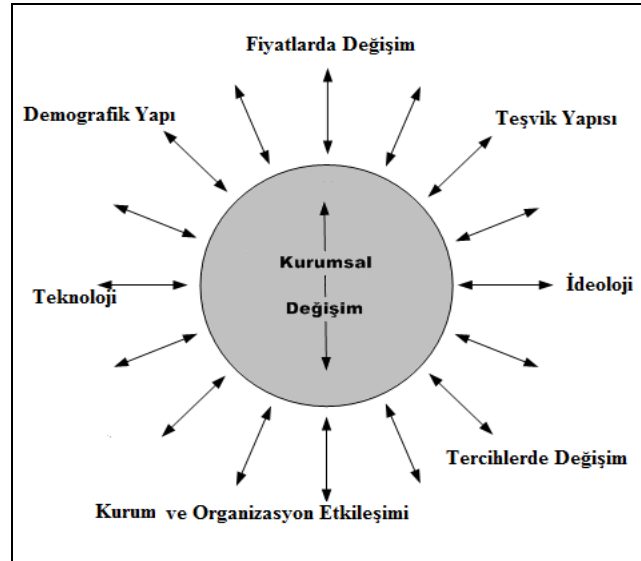 Fiyatlarda Değişim
Demografik Yapı
Teşvik Yapısı
Kurumsal
Değişim
Teknoloji
İdeoloji
Tercihlerde Değişim
Kurum ve Organizasyon Etkileşimi